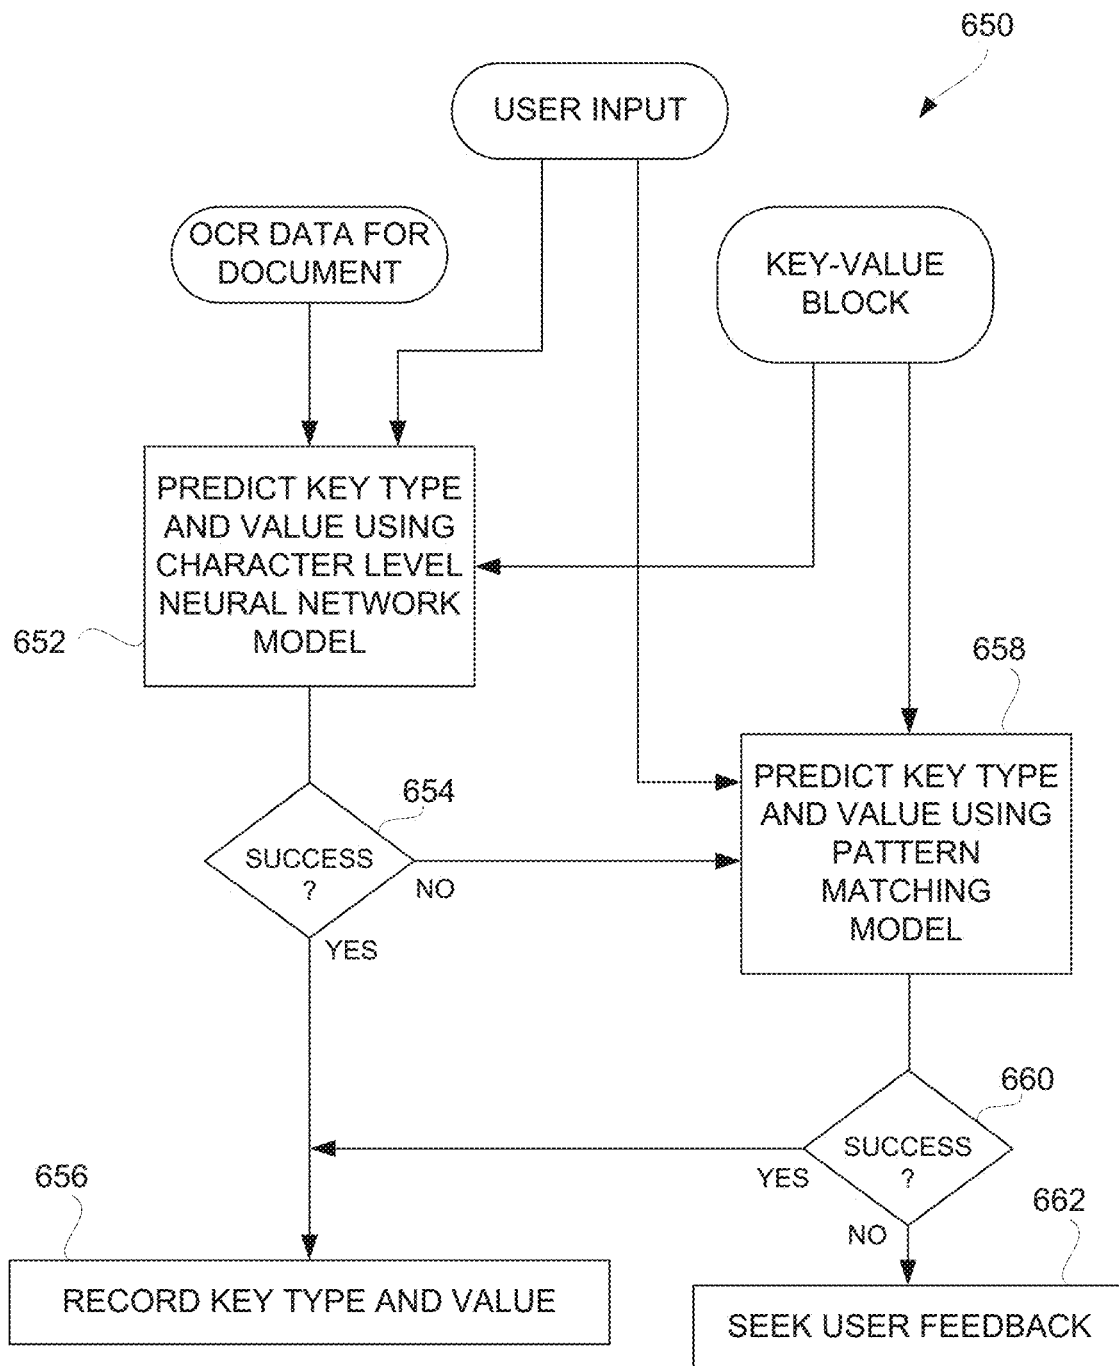 650
USER INPUT
OCR DATA FOR
DOCUMENT
KEY-VALUE
BLOCK
PREDICT KEY TYPE
AND VALUE USING
CHARACTER LEVEL
NEURAL NETWORK
MODEL
652
658
PREDICT KEY TYPE
AND VALUE USING
PATTERN
MATCHING
MODEL
654
SUCCESS
?
NO
YES
660
SUCCESS
?
YES
NO
656
RECORD KEY TYPE AND VALUE
662
SEEK USER FEEDBACK